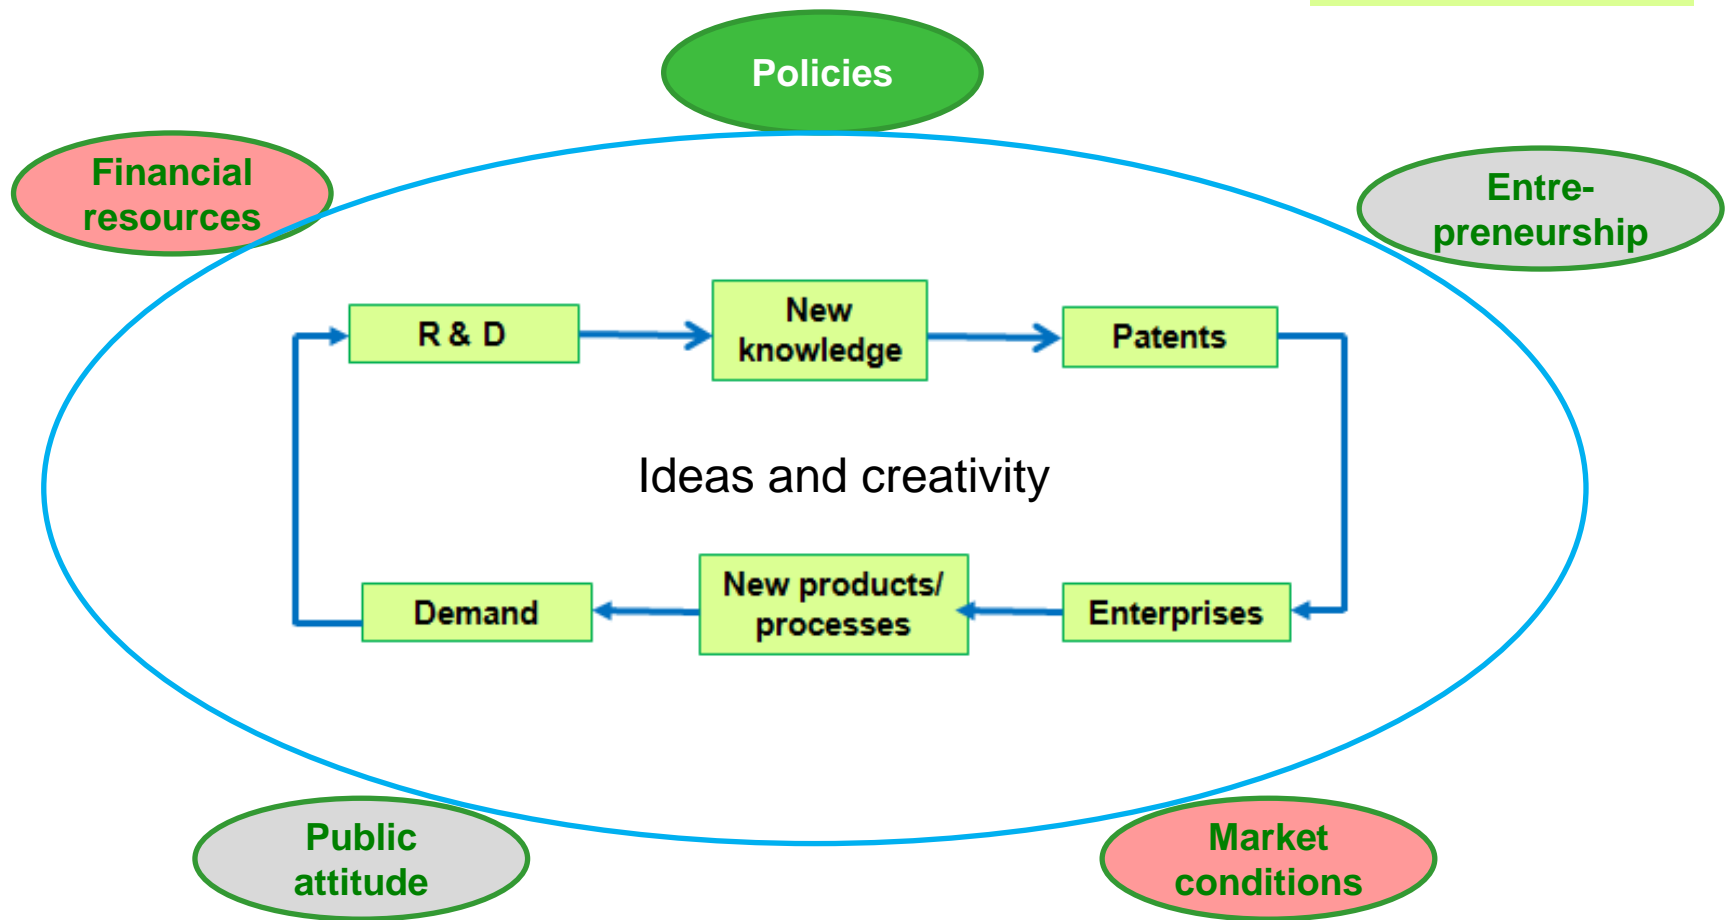 Policies
Financial
resources
Entre-
preneurship
R & D
New
knowledge
Patents
Ideas and creativity
Demand
New products/
processes
Enterprises
Public
attitude
Market
conditions